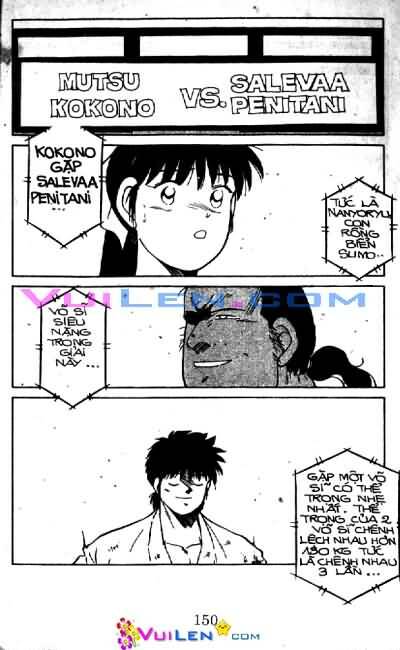 MUTSU
KOKONO
VS.
SALEVAA
PENITANI
KOKONO
GẶP
SALEVAA
PENITANI
...
TỨC LÀ
NANYORYU
CON
RỒNG
BIỂN
SUMO...
VÕ SĨ
SIÊU
NẶNG
TRONG
GIẢI
NÀY ...
VUILEN.COM
GẶP MỘT VÕ
SĨ CÓ THỂ
TRỌNG NHẸ
NHẤT. THỂ
TRỌNG CỦA 2
VÕ SĨ CHÊNH
LỆCH NHAU HƠN
130 KG TỨC
LÀ CHÊNH NHAU
3 LẦN ...
150
VUILEN.COM